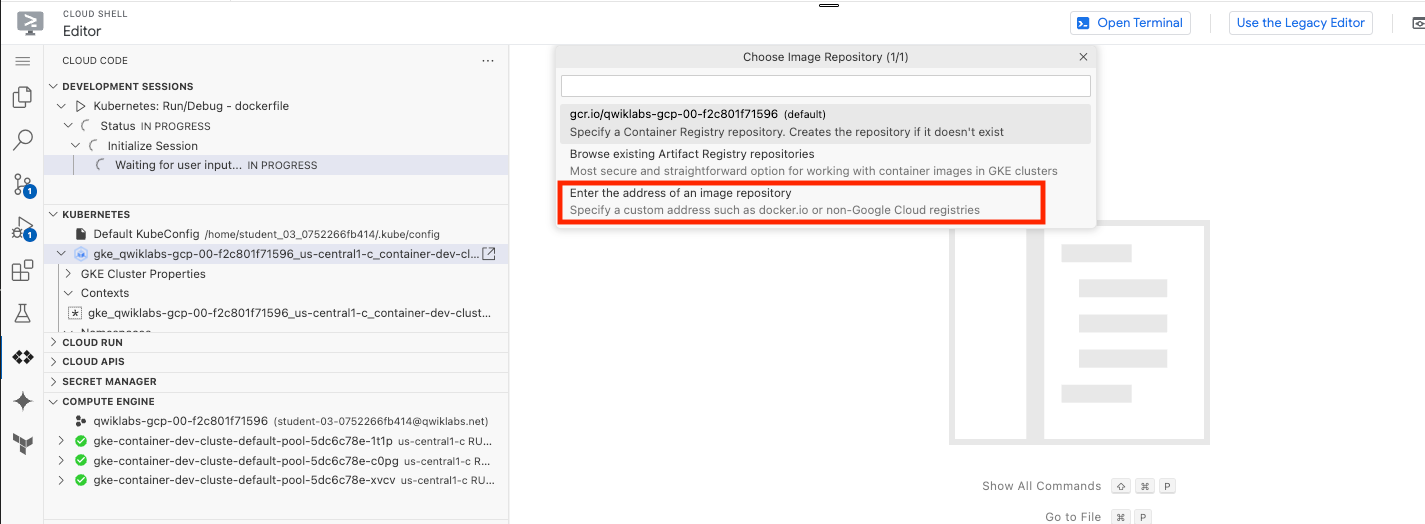 CLOUD SHELL
Editor
Open Terminal
Use the Legacy Editor
CLOUD CODE
DEVELOPMENT SESSIONS
Kubernetes: Run/Debug - dockerfile
Status IN PROGRESS
Initialize Session
Waiting for user input... IN PROGRESS
1
KUBERNETES
1
Default KubeConfig /home/student_03_0752266fb414/.kube/config
gke_qwiklabs-gcp-00-f2c801f71596_us-central1-c_container-dev-cl...
GKE Cluster Properties
Contexts
gke_qwiklabs-gcp-00-f2c801f71596_us-central1-c_container-dev-clust...
Namespaces
CLOUD RUN
CLOUD APIS
SECRET MANAGER
COMPUTE ENGINE
qwiklabs-gcp-00-f2c801f71596 (student-03-0752266fb414@qwiklabs.net)
gke-container-dev-cluste-default-pool-5dc6c78e-1t1p us-central1-c RU...
gke-container-dev-cluste-default-pool-5dc6c78e-c0pg us-central1-c RU...
gke-container-dev-cluste-default-pool-5dc6c78e-xvcv us-central1-c RU...
Choose Image Repository (1/1)
gcr.io/qwiklabs-gcp-00-f2c801f71596 (default)
Specify a Container Registry repository. Creates the repository if it doesn't exist
Browse existing Artifact Registry repositories
Most secure and straightforward option for working with container images in GKE clusters
Enter the address of an image repository
Specify a custom address such as docker.io or non-Google Cloud registries
Show All Commands ⇧ ⌘ P
Go to File ⌘ P